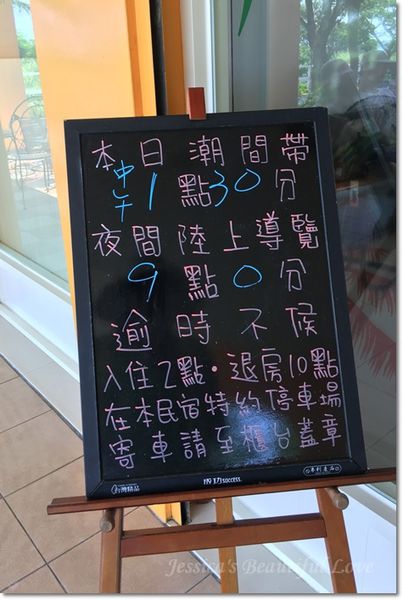 本日潮間帶
中午1點30分
夜間陸上導覽
9點0分
逾時不候
入住2點·退房10點
在本民宿特約停車場
寄車請至櫃台蓋章
success
Jessica's Beautiful Love